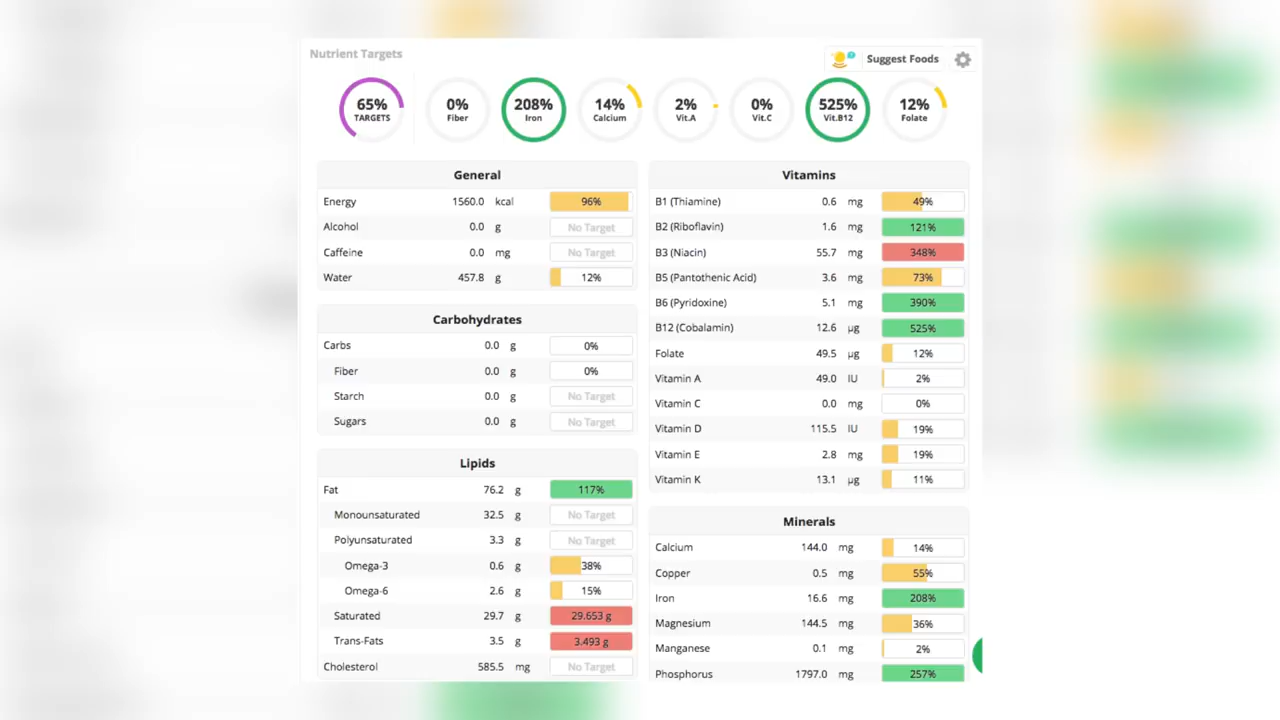 Nutrient Targets
Suggest Foods
65% TARGETS
0% Fiber
208% Iron
14% Calcium
2% Vit.A
0% Vit.C
525% Vit.B12
12% Folate
General
Energy 1560.0 kcal 96%
Alcohol 0.0 g No Target
Caffeine 0.0 mg No Target
Water 457.8 g 12%
Carbohydrates
Carbs 0.0 g 0%
Fiber 0.0 g 0%
Starch 0.0 g No Target
Sugars 0.0 g No Target
Lipids
Fat 76.2 g 117%
Monounsaturated 32.5 g No Target
Polyunsaturated 3.3 g No Target
Omega-3 0.6 g 38%
Omega-6 2.6 g 15%
Saturated 29.7 g 29.653 g
Trans-Fats 3.5 g 3.493 g
Cholesterol 585.5 mg No Target
Vitamins
B1 (Thiamine) 0.6 mg 49%
B2 (Riboflavin) 1.6 mg 121%
B3 (Niacin) 55.7 mg 348%
B5 (Pantothenic Acid) 3.6 mg 73%
B6 (Pyridoxine) 5.1 mg 390%
B12 (Cobalamin) 12.6 µg 525%
Folate 49.5 µg 12%
Vitamin A 49.0 IU 2%
Vitamin C 0.0 mg 0%
Vitamin D 115.5 IU 19%
Vitamin E 2.8 mg 19%
Vitamin K 13.1 µg 11%
Minerals
Calcium 144.0 mg 14%
Copper 0.5 mg 55%
Iron 16.6 mg 208%
Magnesium 144.5 mg 36%
Manganese 0.1 mg 2%
Phosphorus 1797.0 mg 257%